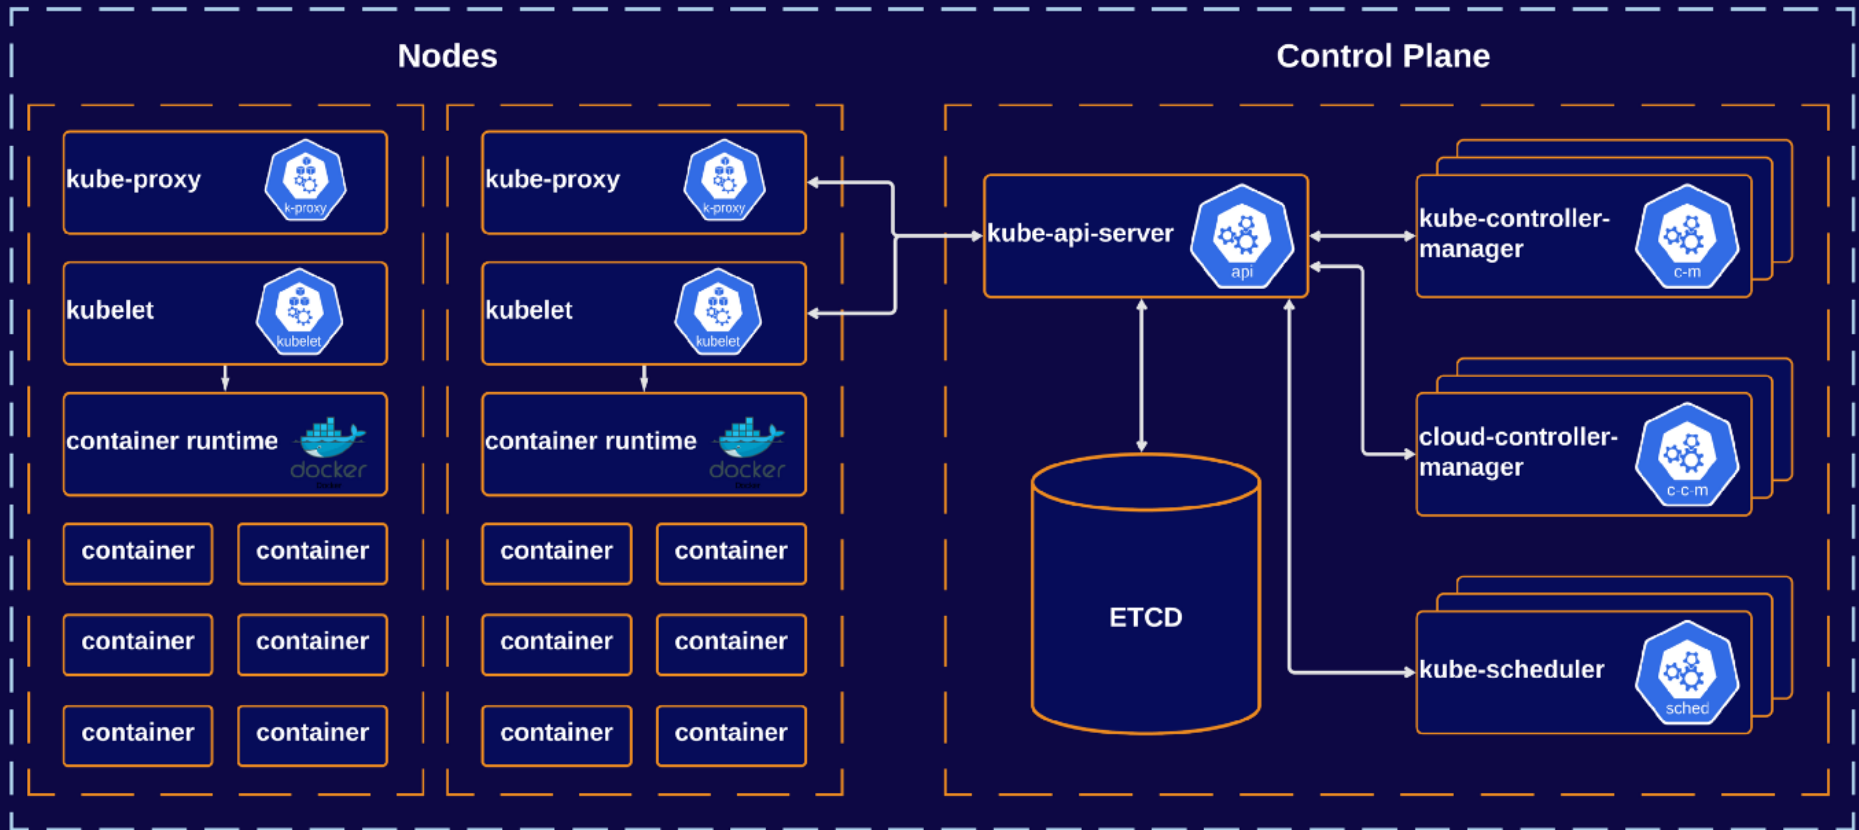 Nodes
Control Plane
kube-proxy
k-proxy
kubelet
kubelet
container runtime
docker
Docker
container container
container container
container container
kube-proxy
k-proxy
kubelet
kubelet
container runtime
docker
Docker
container container
container container
container container
kube-api-server
api
ETCD
kube-controller-
manager
c-m
cloud-controller-
manager
c-c-m
kube-scheduler
sched